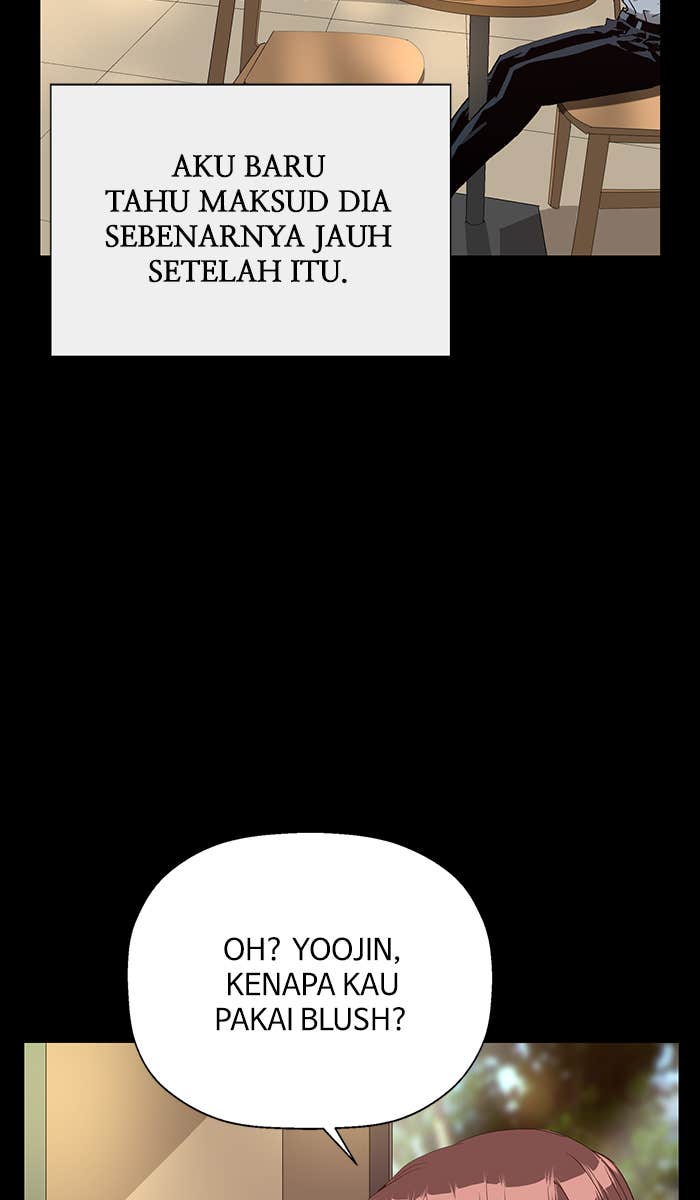 AKU BARU
TAHU MAKSUD DIA
SEBENARNYA JAUH
SETELAH ITU.
OH? YOOJIN,
KENAPA KAU
PAKAI BLUSH?